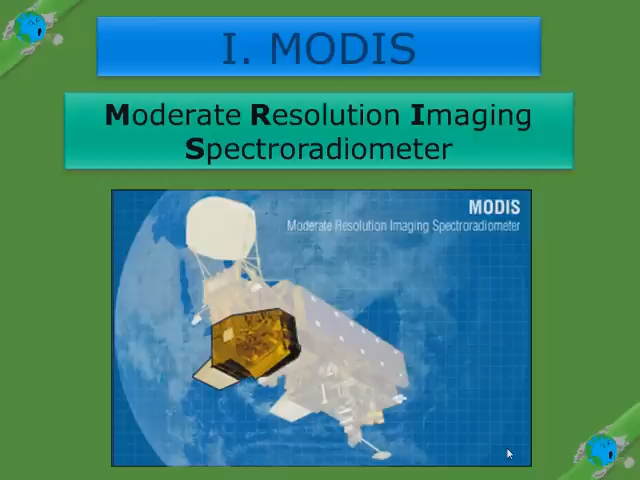 I. MODIS
Moderate Resolution Imaging
Spectroradiometer
MODIS
Moderate Resolution Imaging Spectroradiometer